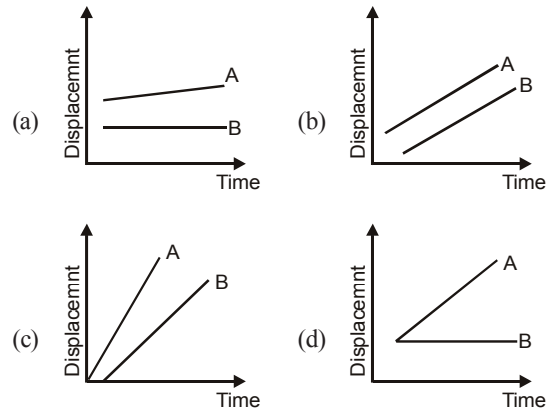 (a)
Displacemnt
A
B
Time
(b)
Displacemnt
A
B
Time
(c)
Displacemnt
A
B
Time
(d)
Displacemnt
A
B
Time